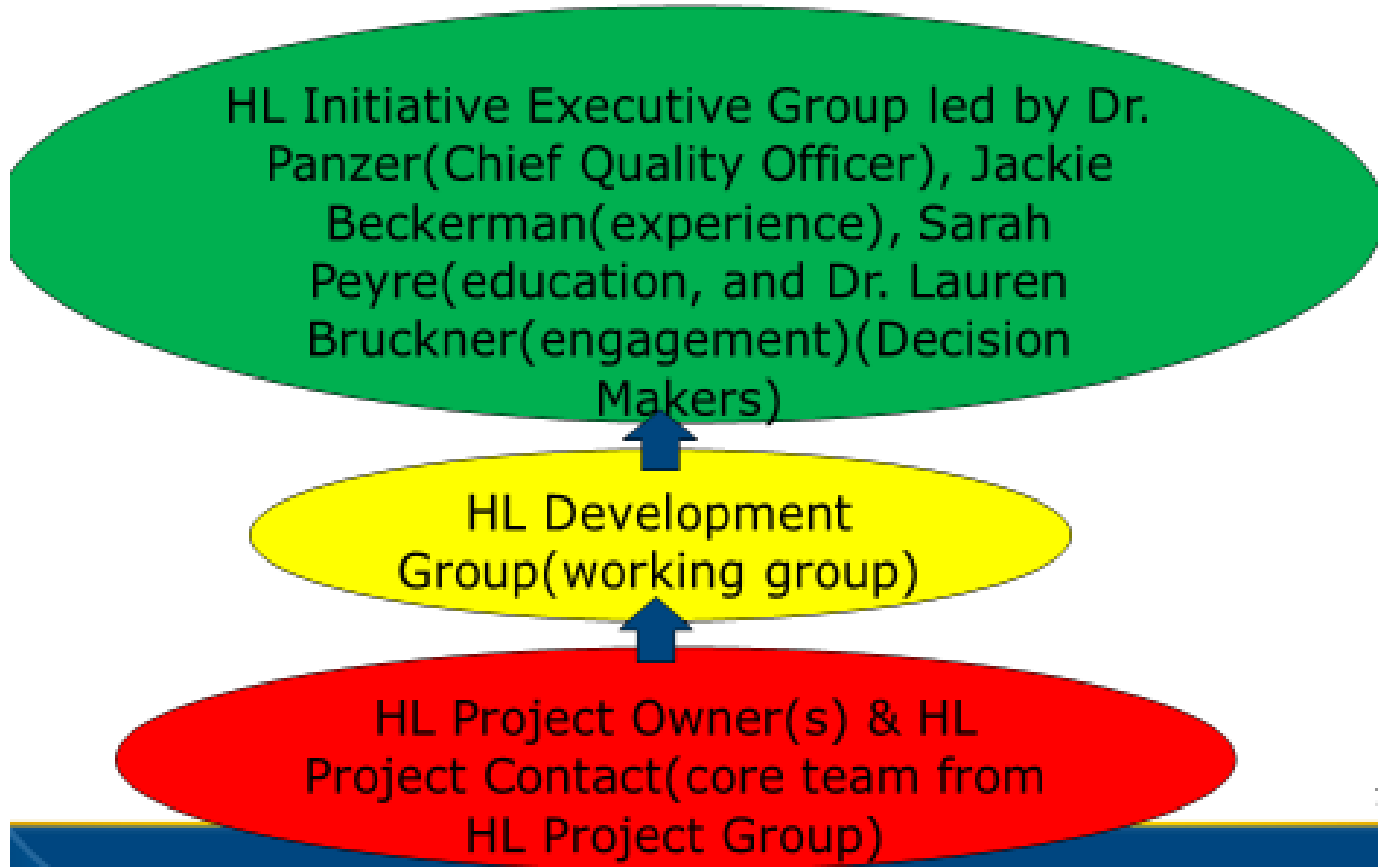 HL Initiative Executive Group led by Dr.
Panzer(Chief Quality Officer), Jackie
Beckerman(experience), Sarah
Peyre(education, and Dr. Lauren
Bruckner(engagement)(Decision
Makers)
HL Development
Group(working group)
HL Project Owner(s) & HL
Project Contact(core team from
HL Project Group)